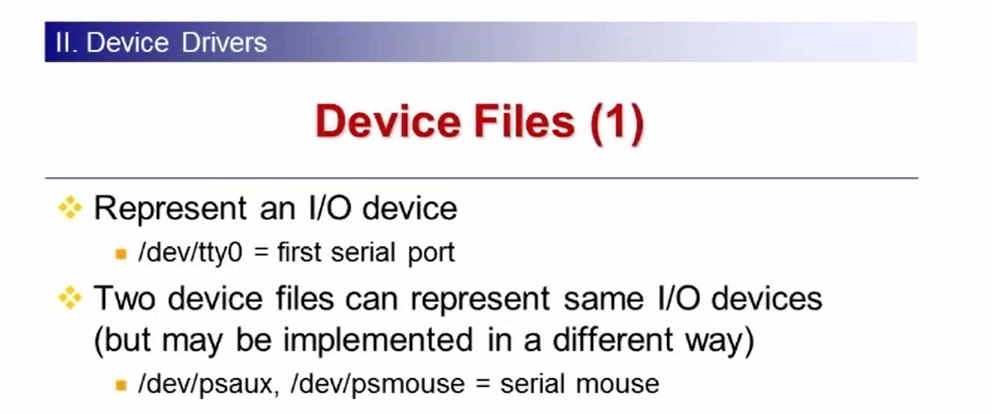 II. Device Drivers
Device Files (1)
Represent an I/O device
/dev/tty0 = first serial port
Two device files can represent same I/O devices
(but may be implemented in a different way)
/dev/psaux, /dev/psmouse = serial mouse